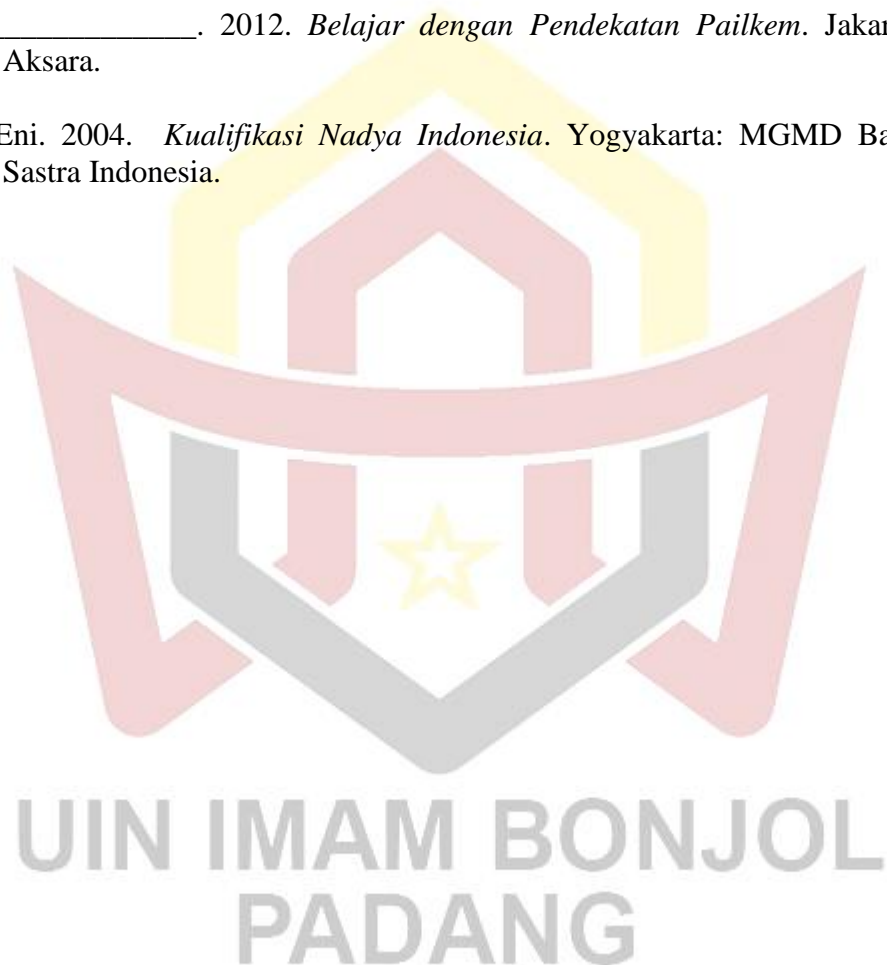 ____________. 2012. Belajar dengan Pendekatan Pailkem. Jakar
Aksara.
Eni. 2004. Kualifikasi Nadya Indonesia. Yogyakarta: MGMD Ba
Sastra Indonesia.
UIN IMAM BONJOL
PADANG